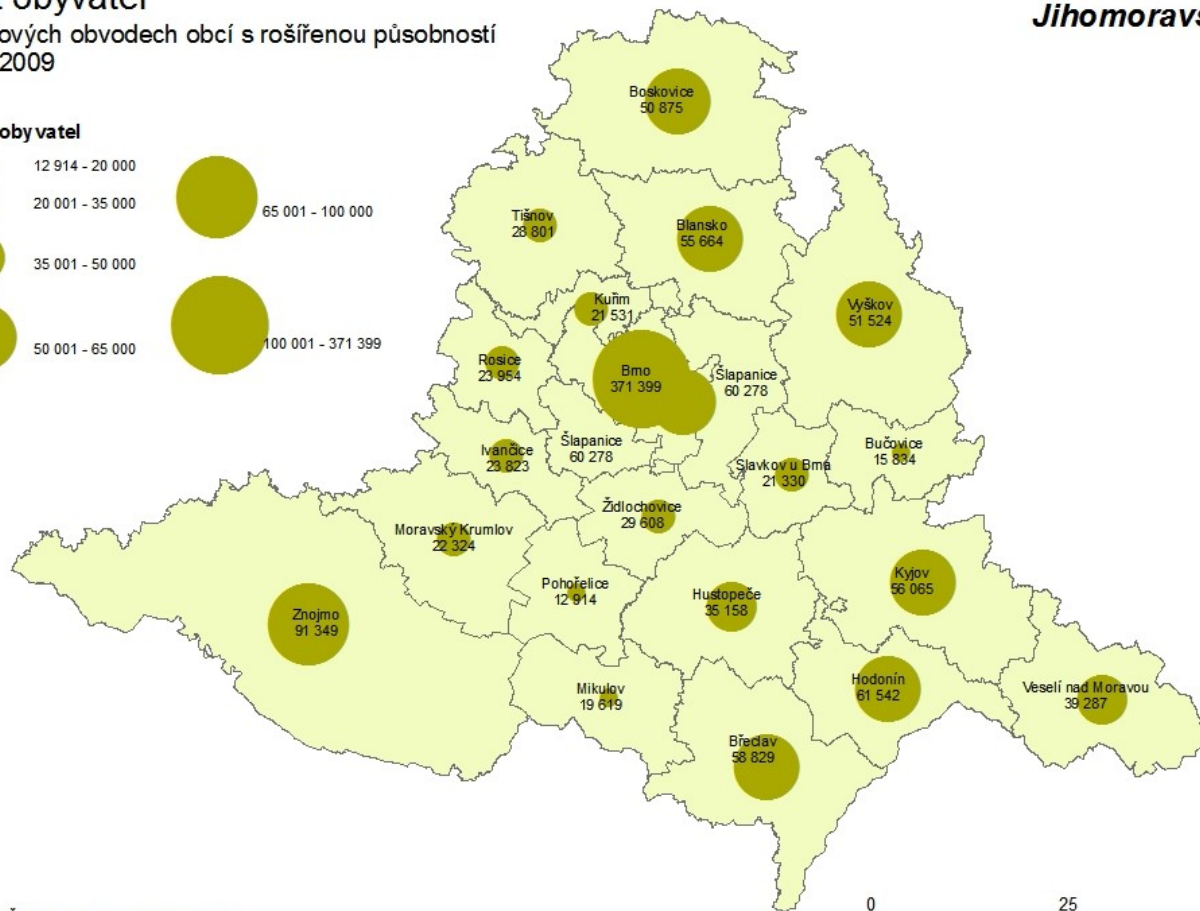 obyvatel
ových obvodech obcí s rošířenou působností
2009
Jihomoravs
obyvatel
12 914 - 20 000
20 001 - 35 000
35 001 - 50 000
50 001 - 65 000
65 001 - 100 000
100 001 - 371 399
Boskovice
50 875
Tišnov
28 801
Blansko
55 664
Kuřim
21 531
Vyškov
51 524
Rosice
23 954
Brno
371 399
Šlapanice
60 278
Ivančice
23 823
Šlapanice
60 278
Slavkov u Brna
21 330
Bučovice
15 834
Židlochovice
29 608
Moravský Krumlov
22 324
Pohořelice
12 914
Hustopeče
35 158
Kyjov
56 065
Znojmo
91 349
Mikulov
19 619
Hodonín
61 542
Veselí nad Moravou
39 287
Břeclav
58 829
0 25